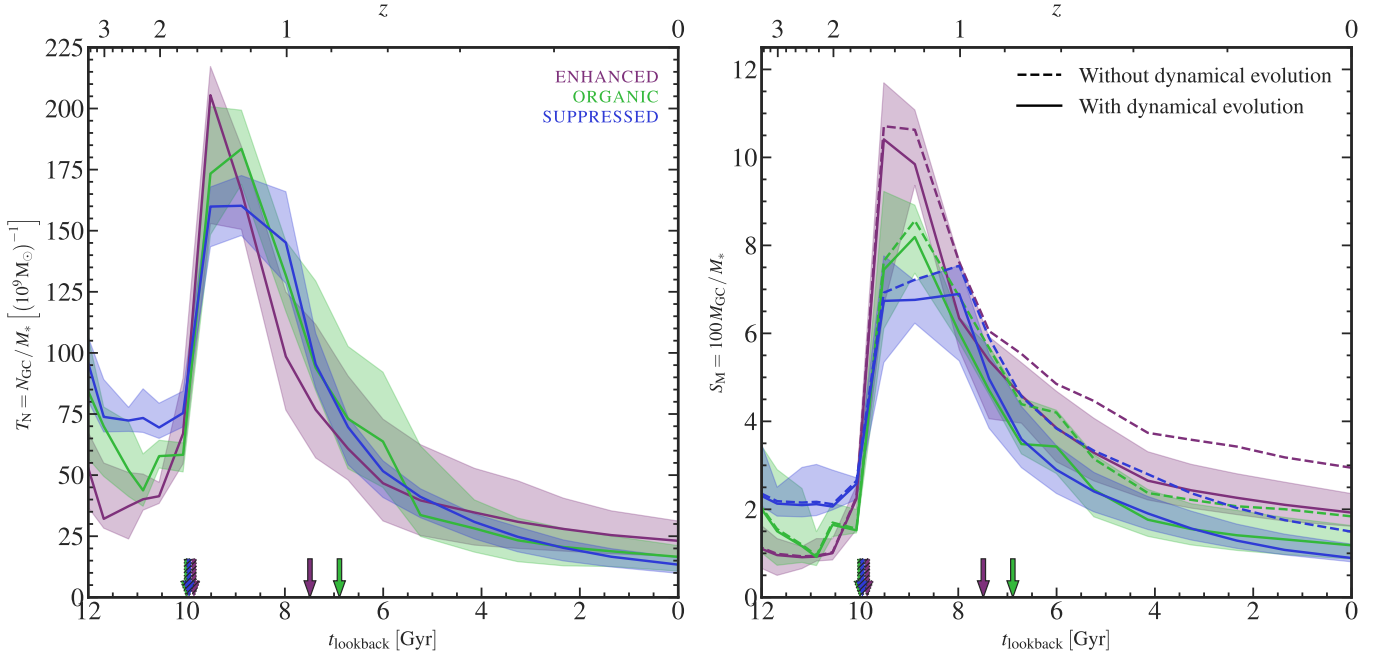 z
3 2 1 0
225
200
175
150
125
100
75
50
25
0
T_N = N_GC/M_* [(10^9 M_⊙)^−1]
ENHANCED
ORGANIC
SUPPRESSED
12 10 8 6 4 2 0
t_lookback [Gyr]
z
3 2 1 0
12
10
8
6
4
2
0
S_M = 100 M_GC/M_*
Without dynamical evolution
With dynamical evolution
12 10 8 6 4 2 0
t_lookback [Gyr]